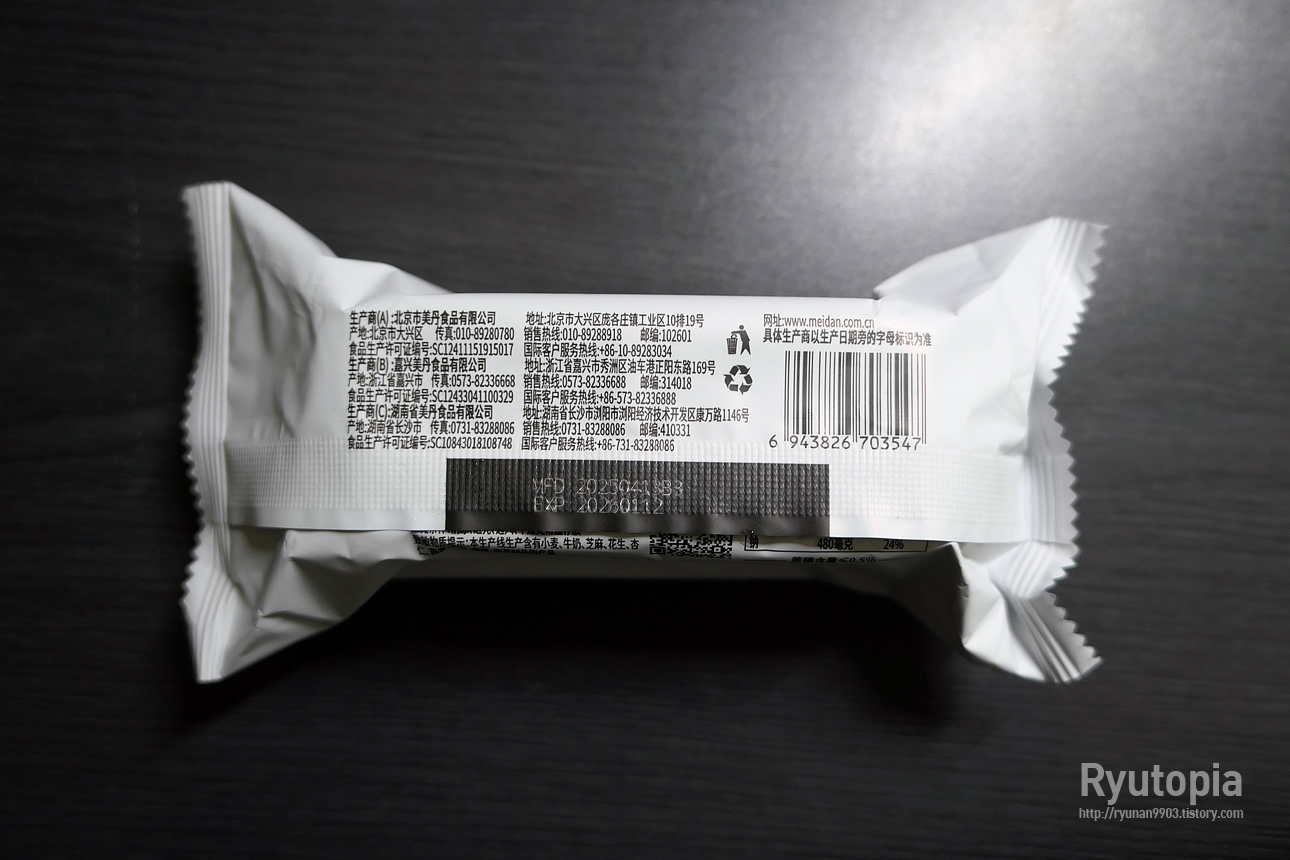 生产商(A):北京市美丹食品有限公司
产地:北京市大兴区 传真:010-89280780
食品生产许可证编号:SC12411151915017
生产商(B):嘉兴美丹食品有限公司
产地:浙江省嘉兴市 传真:0573-82336668
食品生产许可证编号:SC12433041100329
生产商(C):湖南省美丹食品有限公司
产地:湖南省长沙市 传真:0731-83288086
食品生产许可证编号:SC10843018108748
地址:北京市大兴区庞各庄镇工业区10排19号
销售热线:010-89288918 邮编:102601
国际客户服务热线:+86-10-89283034
地址:浙江省嘉兴市秀洲区油车港正阳东路169号
销售热线:0573-82336688 邮编:314018
国际客户服务热线:+86-573-82336888
地址:湖南省长沙市浏阳市浏阳经济技术开发区康万路1146号
销售热线:0731-83288086 邮编:410331
国际客户服务热线:+86-731-83288086
网址:www.meidan.com.cn
具体生产商以生产日期旁的字母标识为准
6 943826 703547
MFD 20250413B3
EXP 20260112
物质提示:本生产线生产含有小麦、牛奶、芝麻、花生、杏
钠 480毫克 24%
Ryutopia
http://ryunan9903.tistory.com